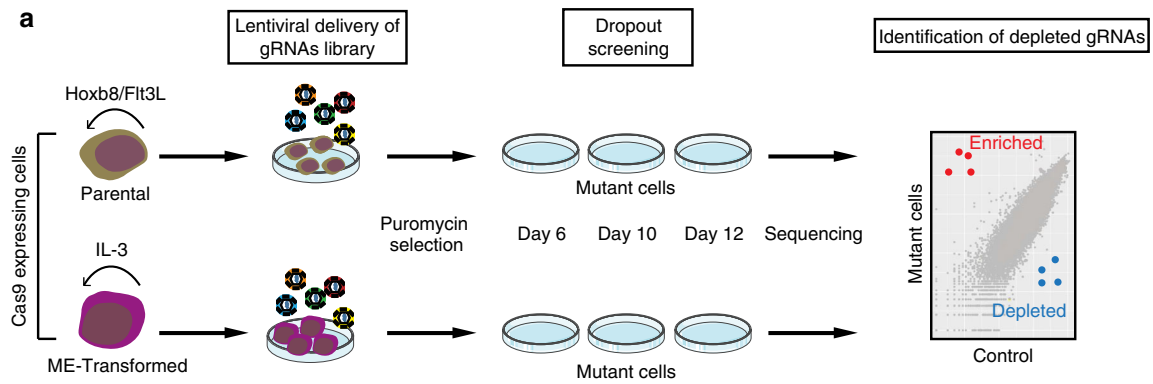 a
Lentiviral delivery of
gRNAs library
Dropout
screening
Identification of depleted gRNAs
Cas9 expressing cells
Hoxb8/Flt3L
Parental
Mutant cells
Puromycin
selection
Day 6
Day 10
Day 12
Sequencing
IL-3
ME-Transformed
Mutant cells
Mutant cells
Enriched
Depleted
Control